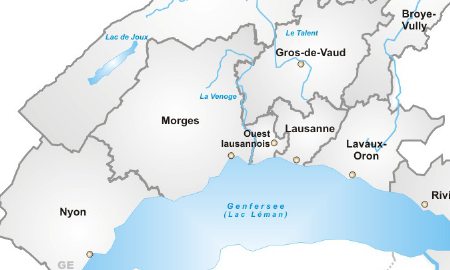 Broye-
Vully
Lac de Joux
Le Talent
Gros-de-Vaud
La Venoge
Morges
Ouest
lausannois
Lausanne
Lavaux-
Oron
Rivi
Genfersee
(Lac Léman)
Nyon
GE